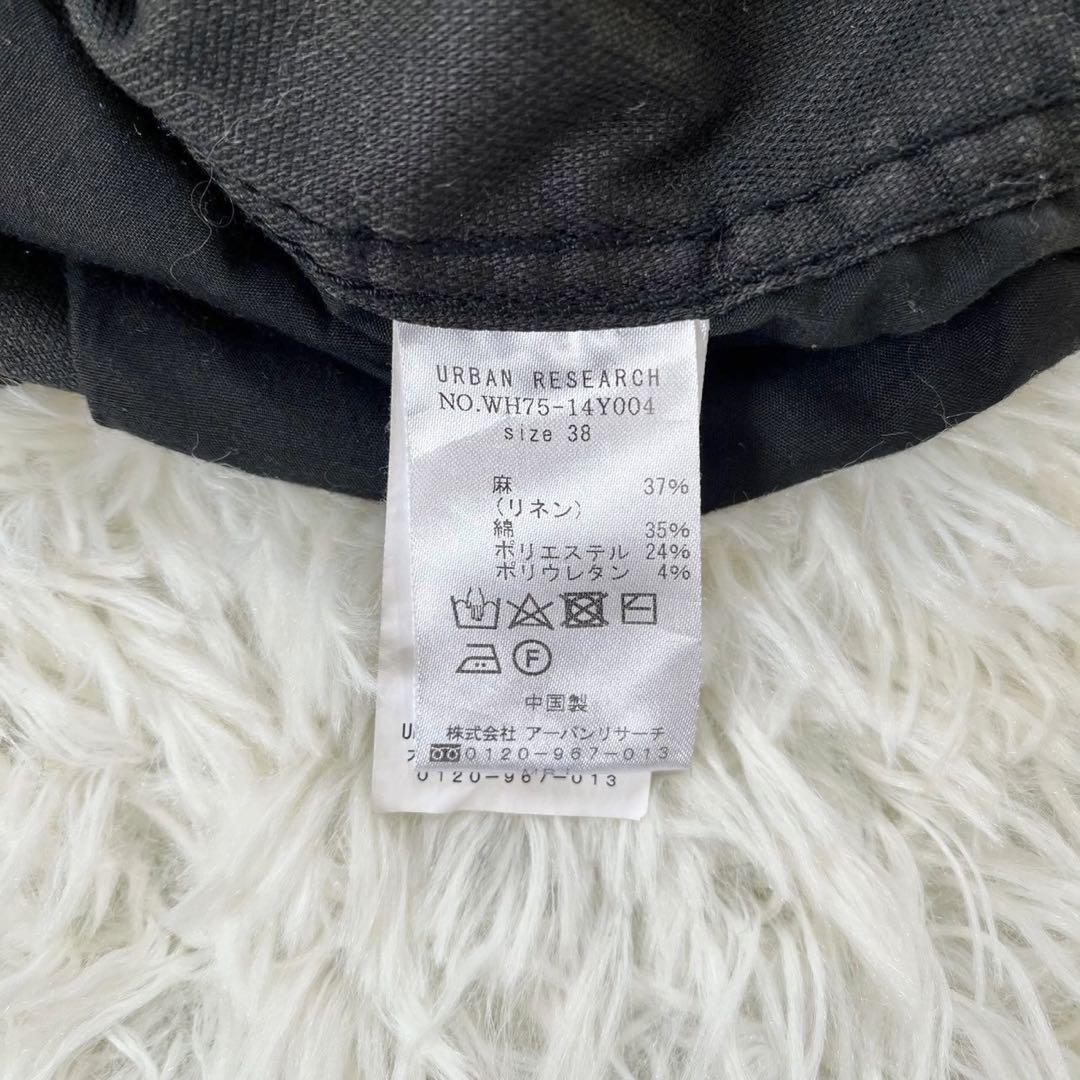 URBAN RESEARCH
NO.WH75-14Y004
size 38
麻 37%
(リネン)
綿 35%
ポリエステル 24%
ポリウレタン 4%
F
中国製
株式会社 アーバンリサーチ
0120-967-013
0120-967-013